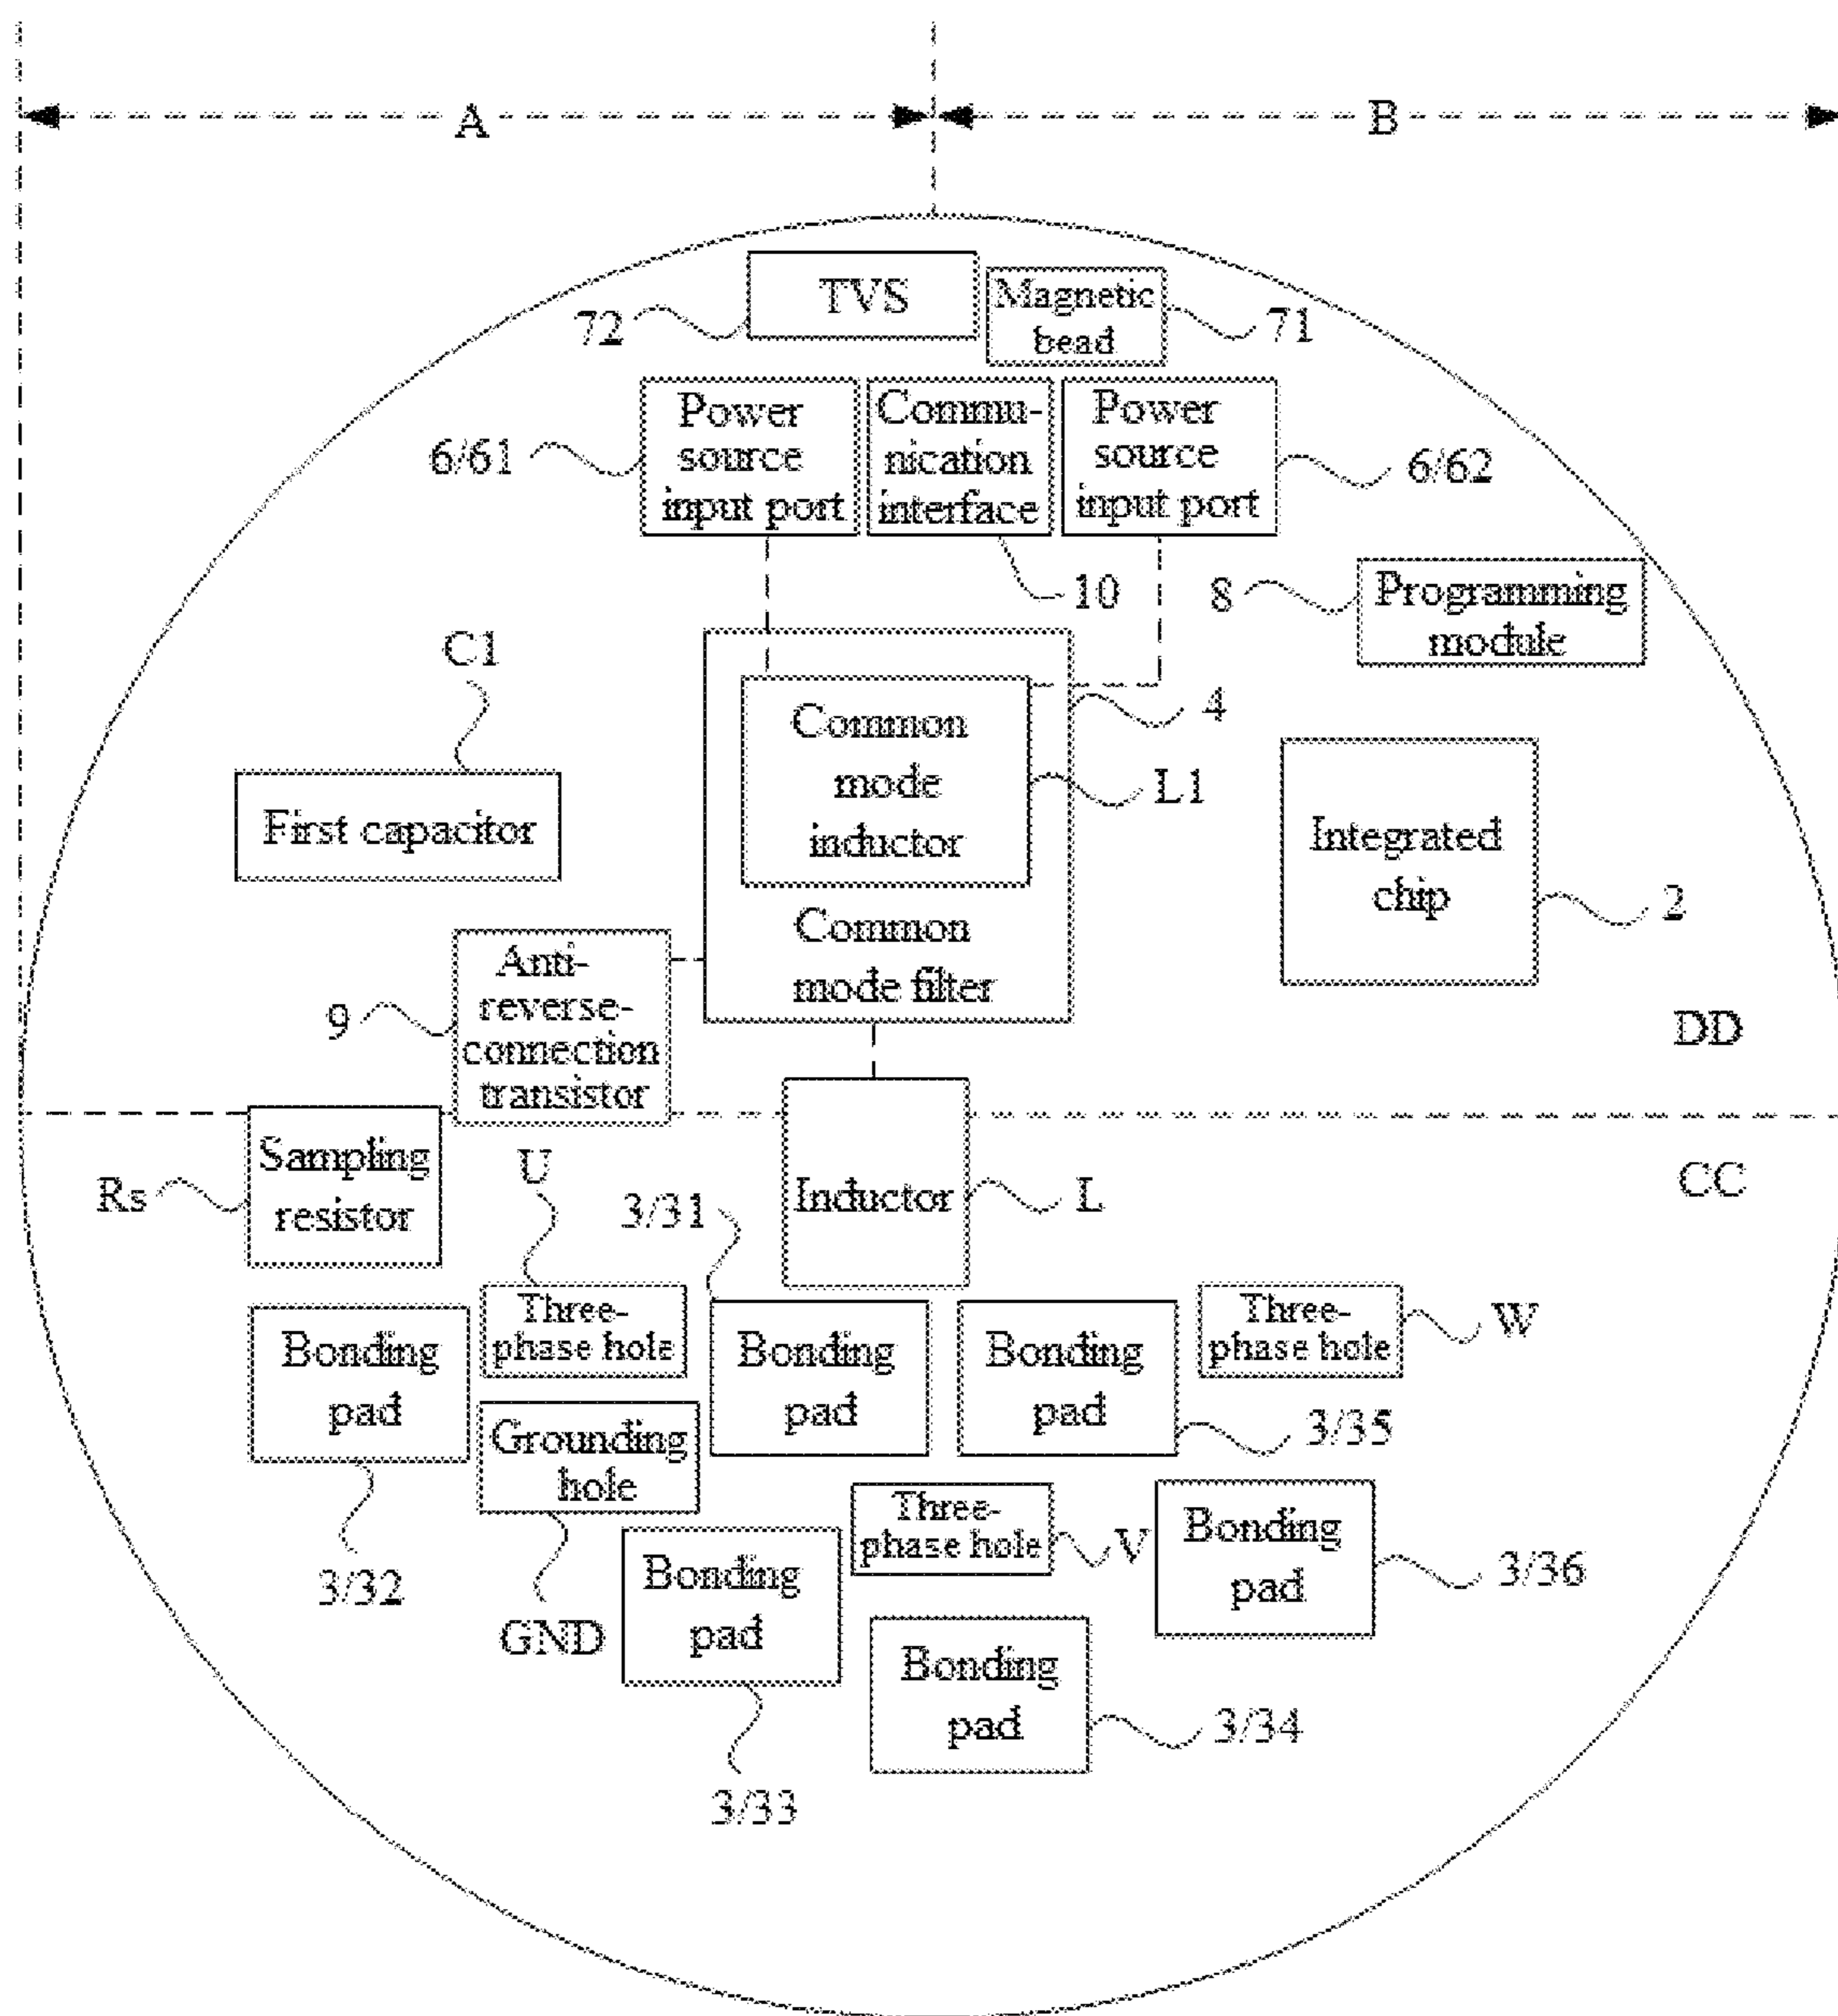 A
B
TVS
72
Magnetic
bead
71
Power
source
input port
6/61
Commu-
nication
interface
10
Power
source
input port
6/62
8
Programming
module
C1
First capacitor
Common
mode
inductor
4
L1
Common
mode filter
Integrated
chip
2
Anti-
reverse-
connection
transistor
9
DD
CC
Sampling
resistor
Rs
U
3/31
Inductor
L
Bonding
pad
3/32
Three-
phase hole
Bonding
pad
Bonding
pad
3/35
Three-
phase hole
W
Grounding
hole
GND
Three-
phase hole
V
Bonding
pad
3/36
Bonding
pad
3/33
Bonding
pad
3/34